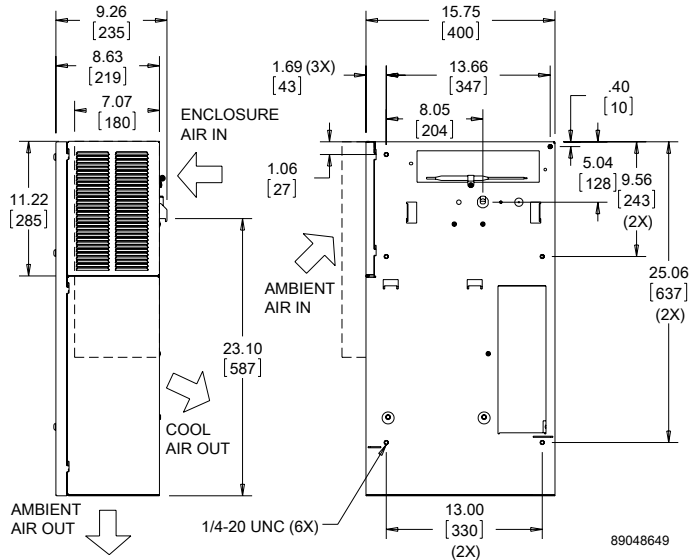 9.26
[235]
8.63
[219]
7.07
[180]
ENCLOSURE
AIR IN
11.22
[285]
23.10
[587]
COOL
AIR OUT
AMBIENT
AIR OUT
15.75
[400]
1.69 (3X)
[43]
13.66
[347]
8.05
[204]
.40
[10]
1.06
[27]
5.04
[128]
9.56
[243]
(2X)
AMBIENT
AIR IN
25.06
[637]
(2X)
1/4-20 UNC (6X)
13.00
[330]
(2X)
89048649